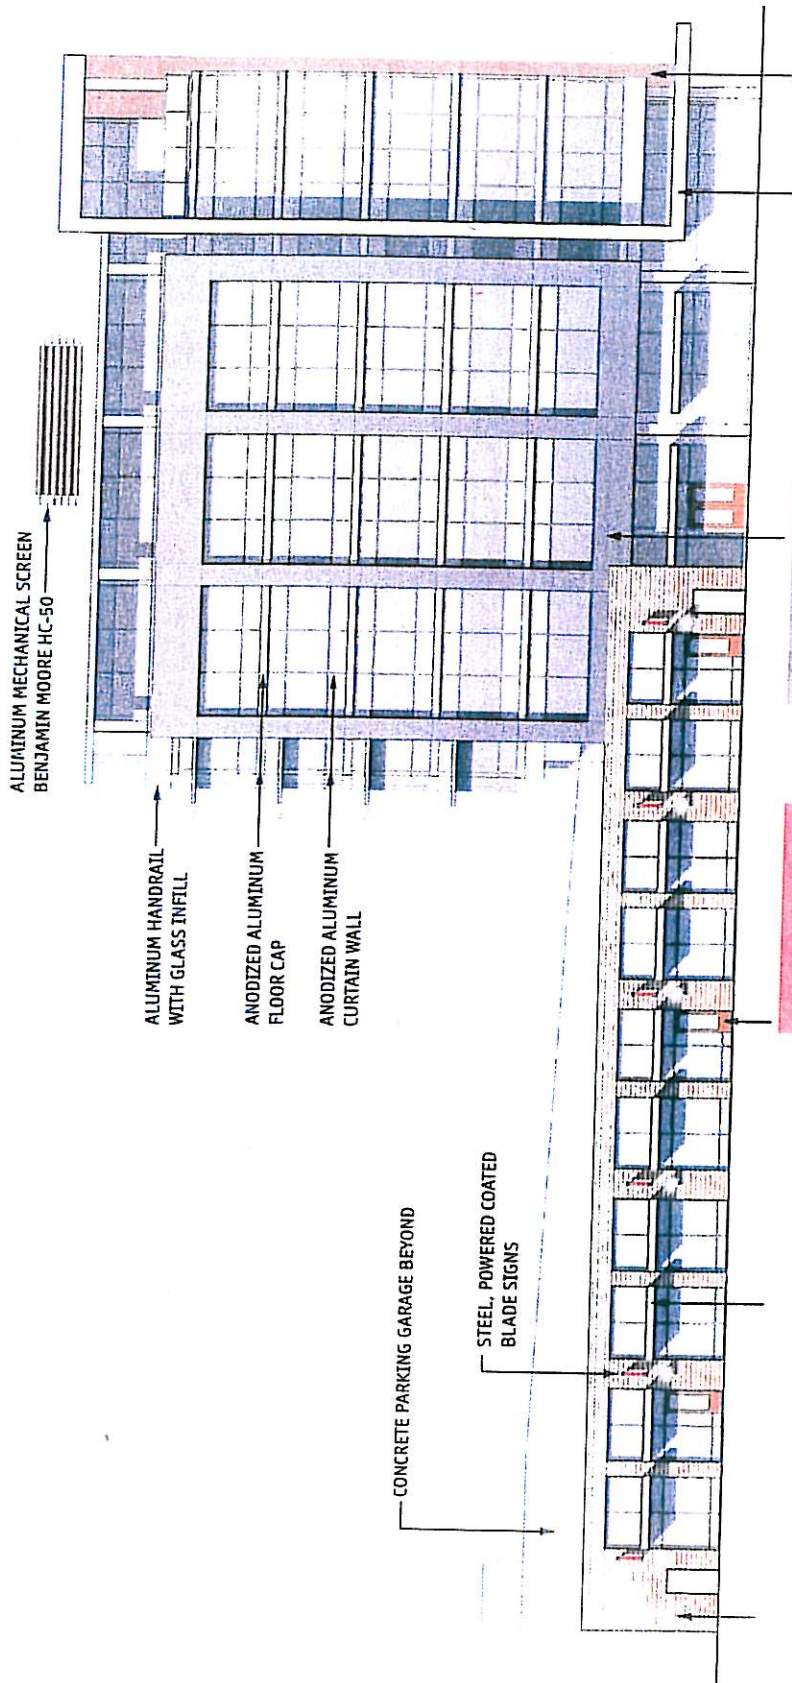 ALUMINUM MECHANICAL SCREEN
BENJAMIN MOORE HC-50
ALUMINUM HANDRAIL
WITH GLASS INFILL
ANODIZED ALUMINUM
FLOOR CAP
ANODIZED ALUMINUM
CURTAIN WALL
STEEL, POWERED COATED
BLADE SIGNS
CONCRETE PARKING GARAGE BEYOND